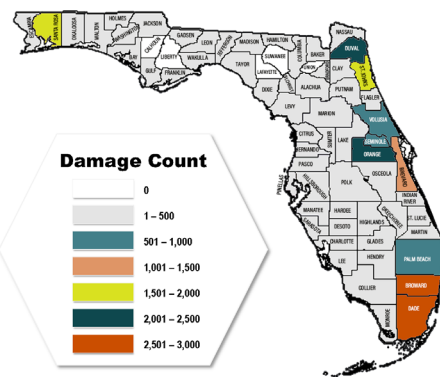 ESCAMBIA
SANTA ROSA
OKALOOSA
WALTON
HOLMES
WASHINGTON
JACKSON
BAY
CALHOUN
GULF
GADSEN
LIBERTY
FRANKLIN
LEON
WAKULLA
JEFFERSON
MADISON
TAYLOR
HAMILTON
SUWANEE
LAFAYETTE
DIXIE
COLUMBIA
BAKER
UNION
NASSAU
DUVAL
CLAY
ST. JOHNS
ALACHUA
PUTNAM
FLAGLER
LEVY
MARION
VOLUSIA
CITRUS
SUMTER
LAKE
SEMINOLE
ORANGE
HERNANDO
PASCO
PINELLAS
HILLSBOROUGH
POLK
OSCEOLA
BREVARD
INDIAN
RIVER
MANATEE
HARDEE
OKEECHOBEE
ST. LUCIE
SARASOTA
DESOTO
HIGHLANDS
MARTIN
CHARLOTTE
GLADES
LEE
HENDRY
PALM BEACH
COLLIER
BROWARD
MONROE
DADE
Damage Count
0
1 – 500
501 – 1,000
1,001 – 1,500
1,501 – 2,000
2,001 – 2,500
2,501 – 3,000